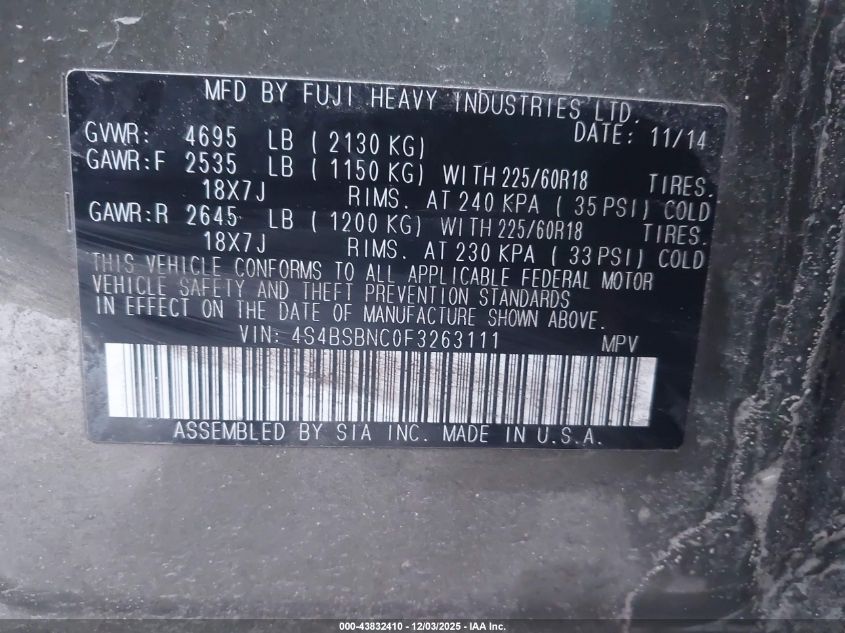 MFD BY FUJI HEAVY INDUSTRIES LTD.
DATE: 11/14
GVWR: 4695 LB ( 2130 KG)
GAWR:F 2535 LB ( 1150 KG) WITH 225/60R18 TIRES.
18X7J RIMS. AT 240 KPA ( 35 PSI) COLD
GAWR:R 2645 LB ( 1200 KG) WITH 225/60R18 TIRES.
18X7J RIMS. AT 230 KPA ( 33 PSI) COLD
THIS VEHICLE CONFORMS TO ALL APPLICABLE FEDERAL MOTOR
VEHICLE SAFETY AND THEFT PREVENTION STANDARDS
IN EFFECT ON THE DATE OF MANUFACTURE SHOWN ABOVE.
VIN: 4S4BSBNC0F3263111 MPV
ASSEMBLED BY SIA INC. MADE IN U.S.A.
000-43832410 - 12/03/2025 - IAA Inc.